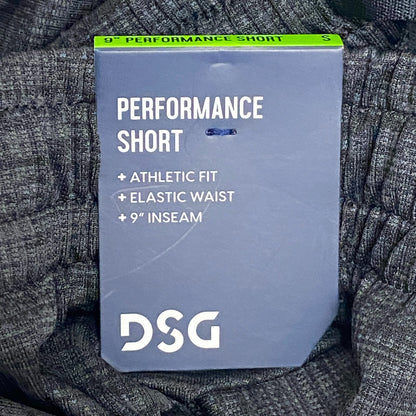 9" PERFORMANCE SHORT S
PERFORMANCE
SHORT
+ ATHLETIC FIT
+ ELASTIC WAIST
+ 9" INSEAM
DSG